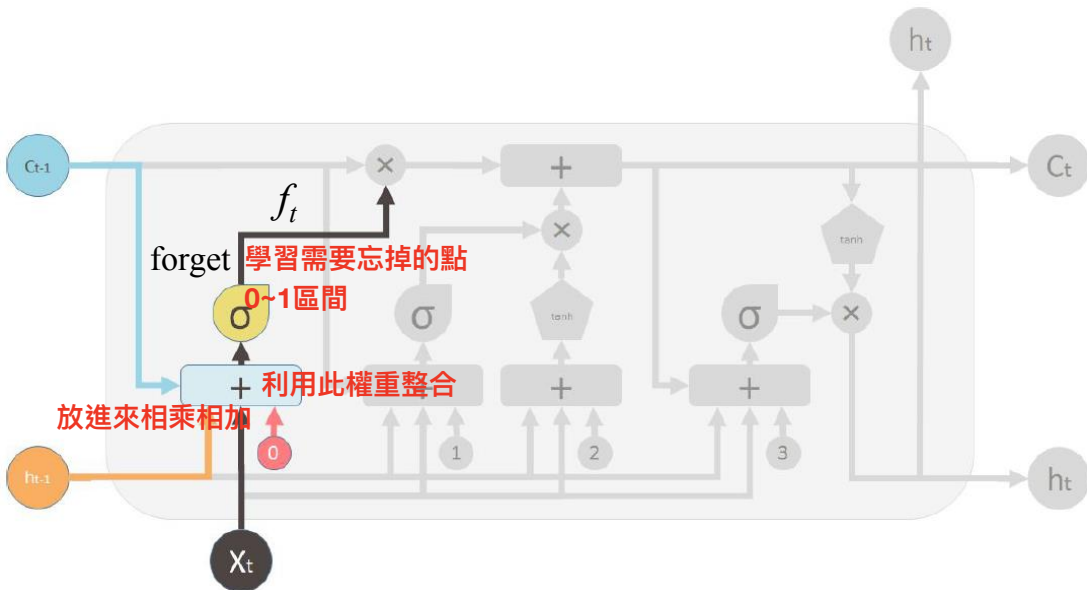 hₜ
Cₜ₋₁
×
+
Cₜ
fₜ
tanh
×
forget 學習需要忘掉的點
0~1區間
σ
σ
tanh
σ
×
+ 利用此權重整合
+
+
+
放進來相乘相加
0
1
2
3
hₜ₋₁
hₜ
Xₜ